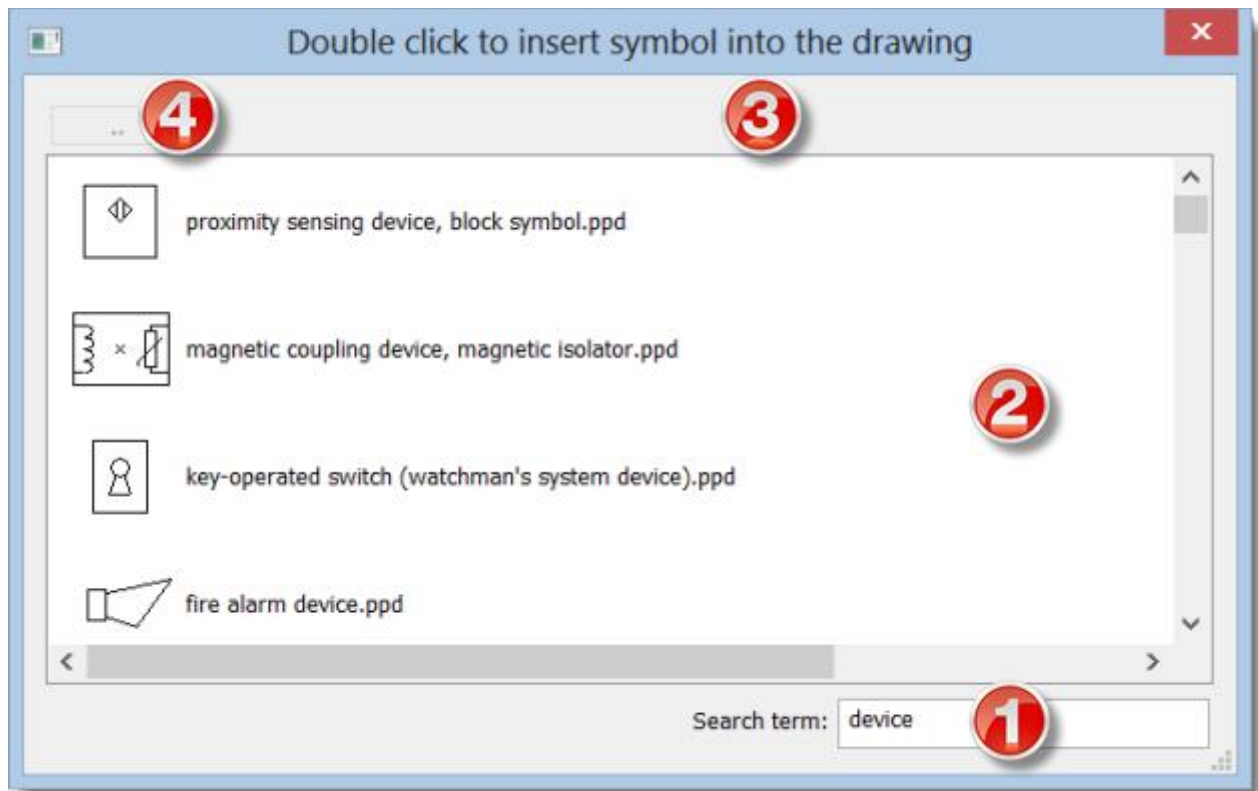 Double click to insert symbol into the drawing
x
4
3
..
proximity sensing device, block symbol.ppd
magnetic coupling device, magnetic isolator.ppd
2
key-operated switch (watchman's system device).ppd
fire alarm device.ppd
Search term: device
1